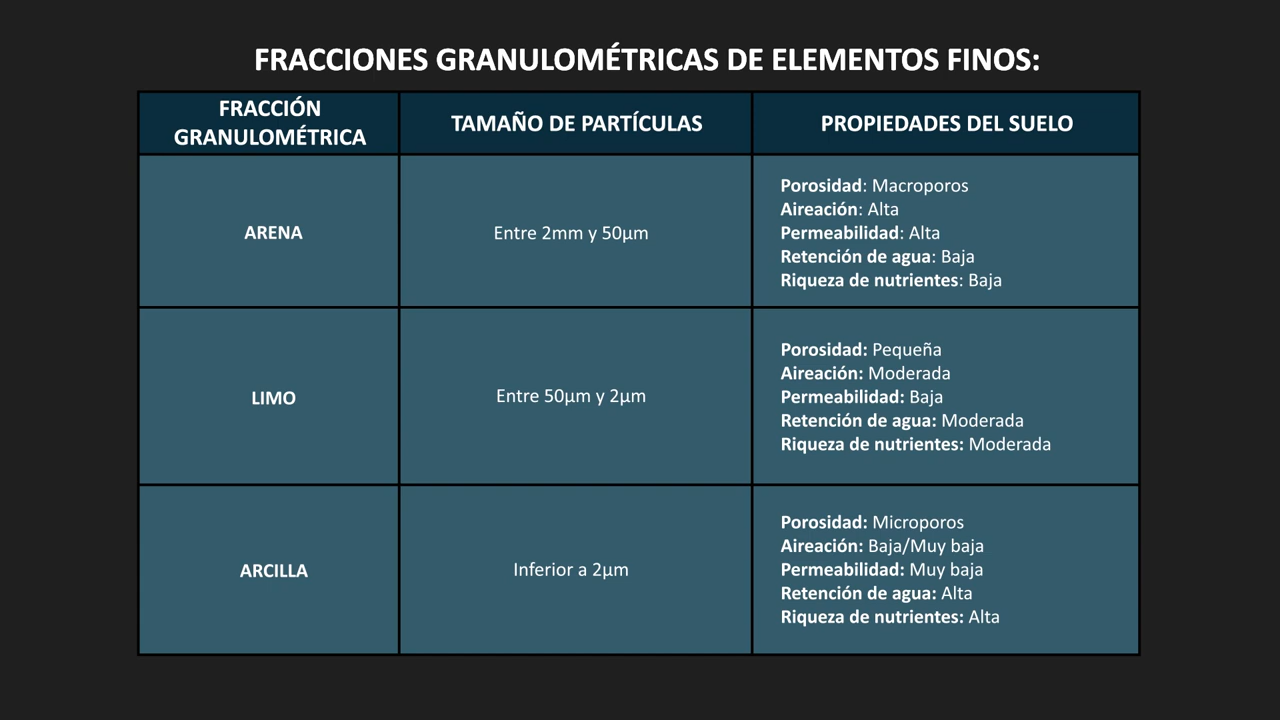 FRACCIONES GRANULOMÉTRICAS DE ELEMENTOS FINOS:
FRACCIÓN
GRANULOMÉTRICA
TAMAÑO DE PARTÍCULAS
PROPIEDADES DEL SUELO
ARENA
Entre 2mm y 50µm
Porosidad: Macroporos
Aireación: Alta
Permeabilidad: Alta
Retención de agua: Baja
Riqueza de nutrientes: Baja
LIMO
Entre 50µm y 2µm
Porosidad: Pequeña
Aireación: Moderada
Permeabilidad: Baja
Retención de agua: Moderada
Riqueza de nutrientes: Moderada
ARCILLA
Inferior a 2µm
Porosidad: Microporos
Aireación: Baja/Muy baja
Permeabilidad: Muy baja
Retención de agua: Alta
Riqueza de nutrientes: Alta